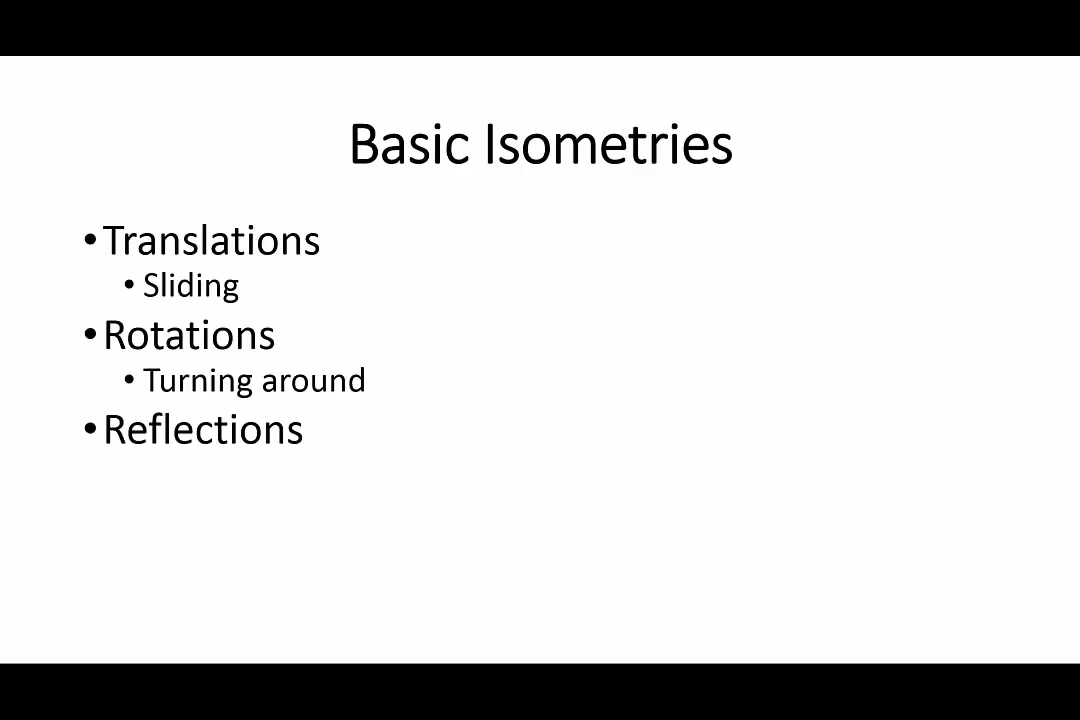 Basic Isometries
•Translations
• Sliding
•Rotations
• Turning around
•Reflections